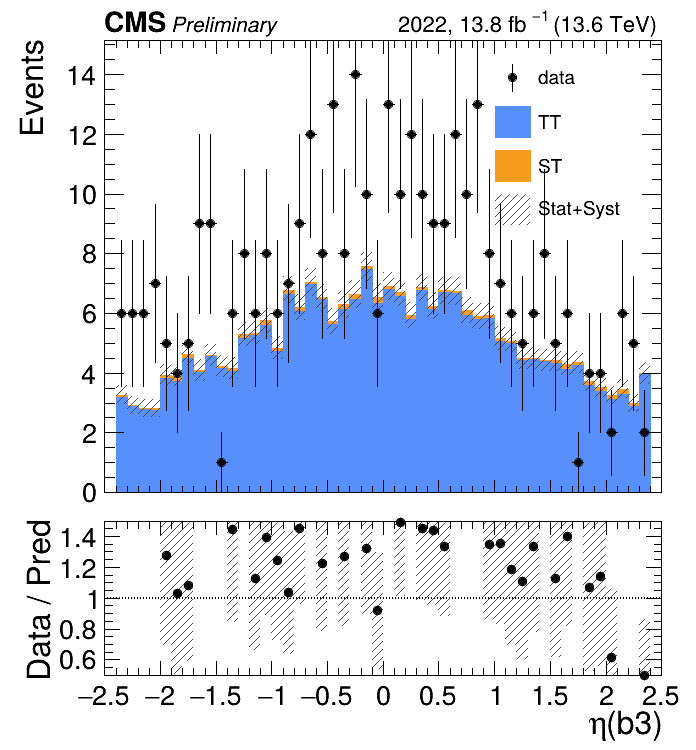 CMS Preliminary 2022, 13.8 fb⁻¹ (13.6 TeV)
Events
14
12
10
8
6
4
2
0
data
TT
ST
Stat+Syst
Data / Pred
1.4
1.2
1
0.8
0.6
−2.5 −2 −1.5 −1 −0.5 0 0.5 1 1.5 2 2.5
η(b3)